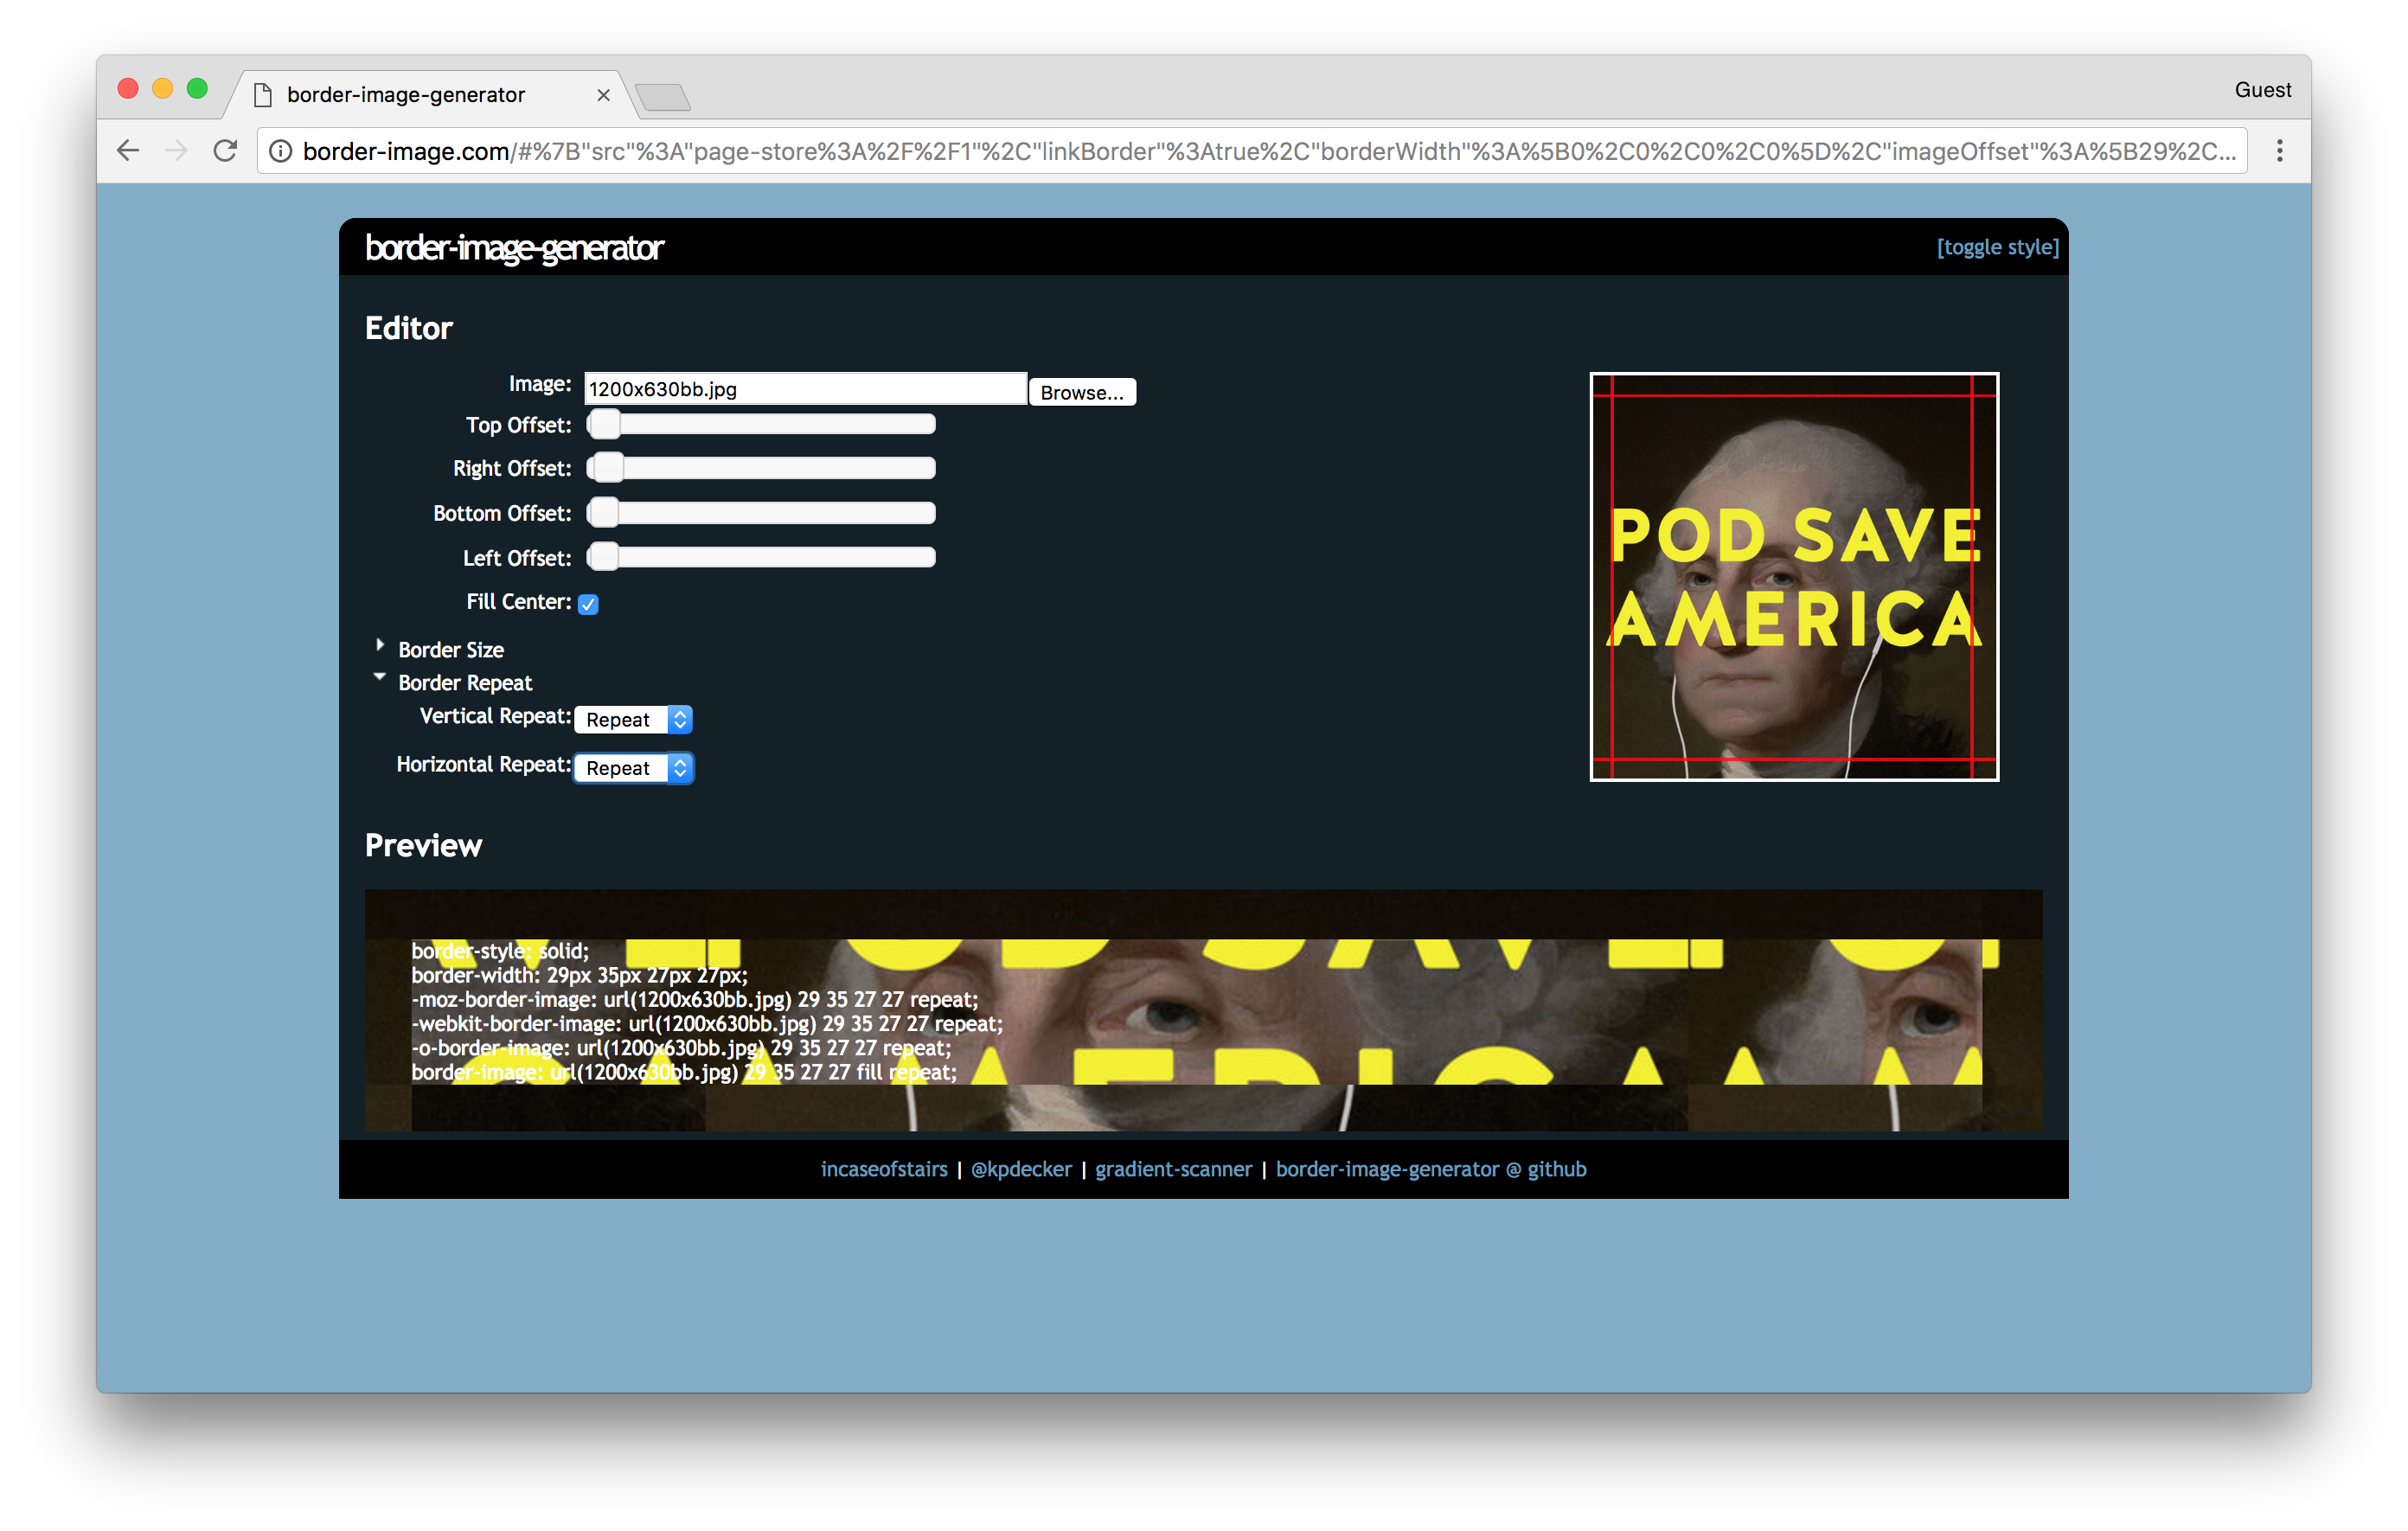 border-image-generator
Guest
border-image.com/#%7B"src"%3A"page-store%3A%2F%2F1"%2C"linkBorder"%3Atrue%2C"borderWidth"%3A%5B0%2C0%2C0%2C0%5D%2C"imageOffset"%3A%5B29%2C...
border-image-generator
[toggle style]
Editor
Image: 1200x630bb.jpg Browse...
Top Offset:
Right Offset:
Bottom Offset:
Left Offset:
Fill Center:
Border Size
Border Repeat
Vertical Repeat: Repeat
Horizontal Repeat: Repeat
POD SAVE
AMERICA
Preview
border-style: solid;
border-width: 29px 35px 27px 27px;
-moz-border-image: url(1200x630bb.jpg) 29 35 27 27 repeat;
-webkit-border-image: url(1200x630bb.jpg) 29 35 27 27 repeat;
-o-border-image: url(1200x630bb.jpg) 29 35 27 27 repeat;
border-image: url(1200x630bb.jpg) 29 35 27 27 fill repeat;
incaseofstairs | @kpdecker | gradient-scanner | border-image-generator @ github